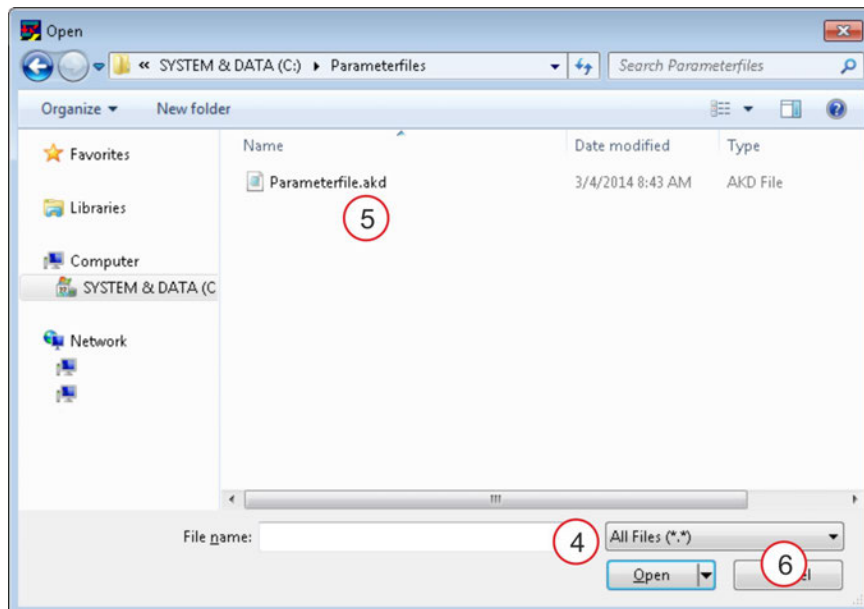 Open
« SYSTEM & DATA (C:) ▸ Parameterfiles Search Parameterfiles
Organize New folder
Favorites
Libraries
Computer
SYSTEM & DATA (C
Network
Name Date modified Type
Parameterfile.akd 3/4/2014 8:43 AM AKD File
5
File name: 4 All Files (*.*)
Open 6 el